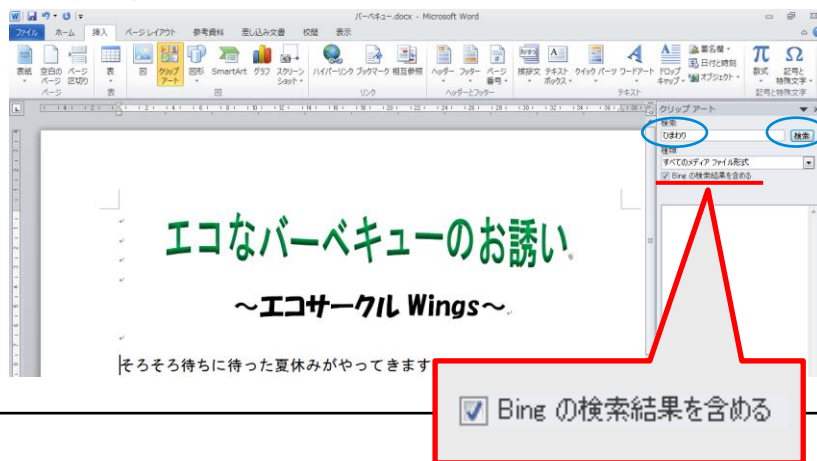 バーベキュー.docx - Microsoft Word
ファイル ホーム 挿入 ページ レイアウト 参考資料 差し込み文書 校閲 表示
表紙 空白のページ ページ区切り 表 図 クリップアート 図形 SmartArt グラフ スクリーンショット ハイパーリンク ブックマーク 相互参照 ヘッダー フッター ページ番号 挨拶文 テキストボックス クイック パーツ ワードアート ドロップキャップ 署名欄 日付と時刻 オブジェクト 数式 記号と特殊文字
ページ 表 図 リンク ヘッダーとフッター テキスト 記号と特殊文字
クリップ アート
検索:
ひまわり 検索
種類:
すべてのメディア ファイル形式
Bing の検索結果を含める
エコなバーベキューのお誘い
~エコサークル Wings~
そろそろ待ちに待った夏休みがやってきます
Bing の検索結果を含める